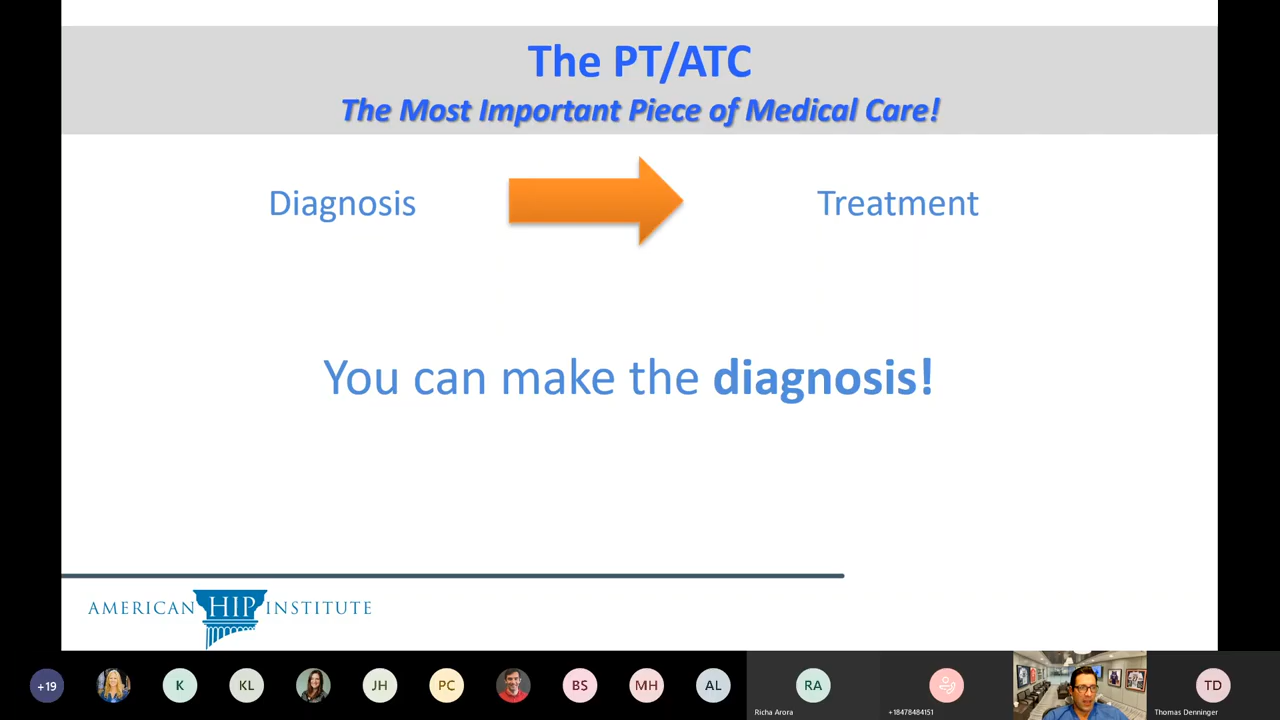 The PT/ATC
The Most Important Piece of Medical Care!
Diagnosis
Treatment
You can make the diagnosis!
AMERICAN HIP INSTITUTE
+19
K
KL
JH
PC
BS
MH
AL
RA
Richa Arora
+18478484151
TD
Thomas Denninger